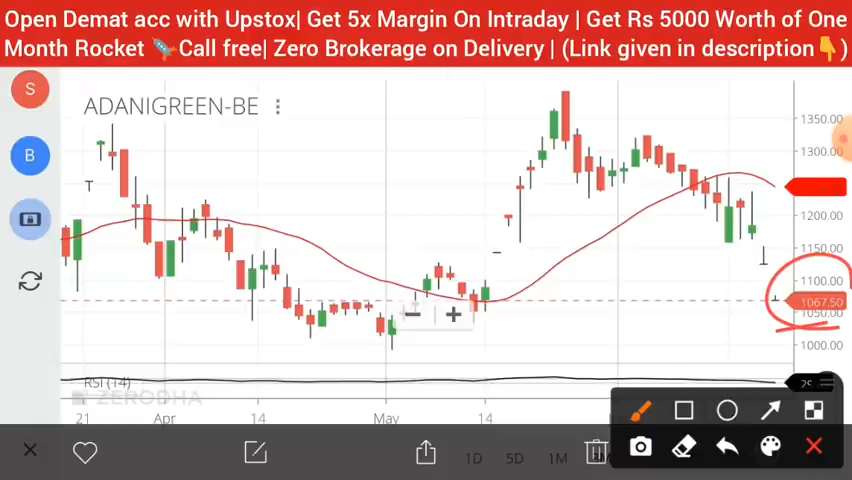 Open Demat acc with Upstox| Get 5x Margin On Intraday | Get Rs 5000 Worth of One
Month Rocket 🚀Call free| Zero Brokerage on Delivery | (Link given in description👇)
S
ADANIGREEN-BE
B
1350.00
1300.00
1200.00
1150.00
1100.00
1067.50
1050.00
1000.00
RSI (14)
ZERODHA
21 Apr 14 May 14
1D 5D 1M